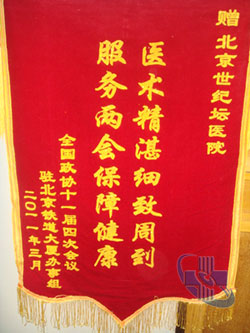 赠北京世纪坛医院
医术精湛细致周到
服务两会保障健康
全国政协十一届四次会议
驻北京铁道大厦办事组
二〇一一年三月